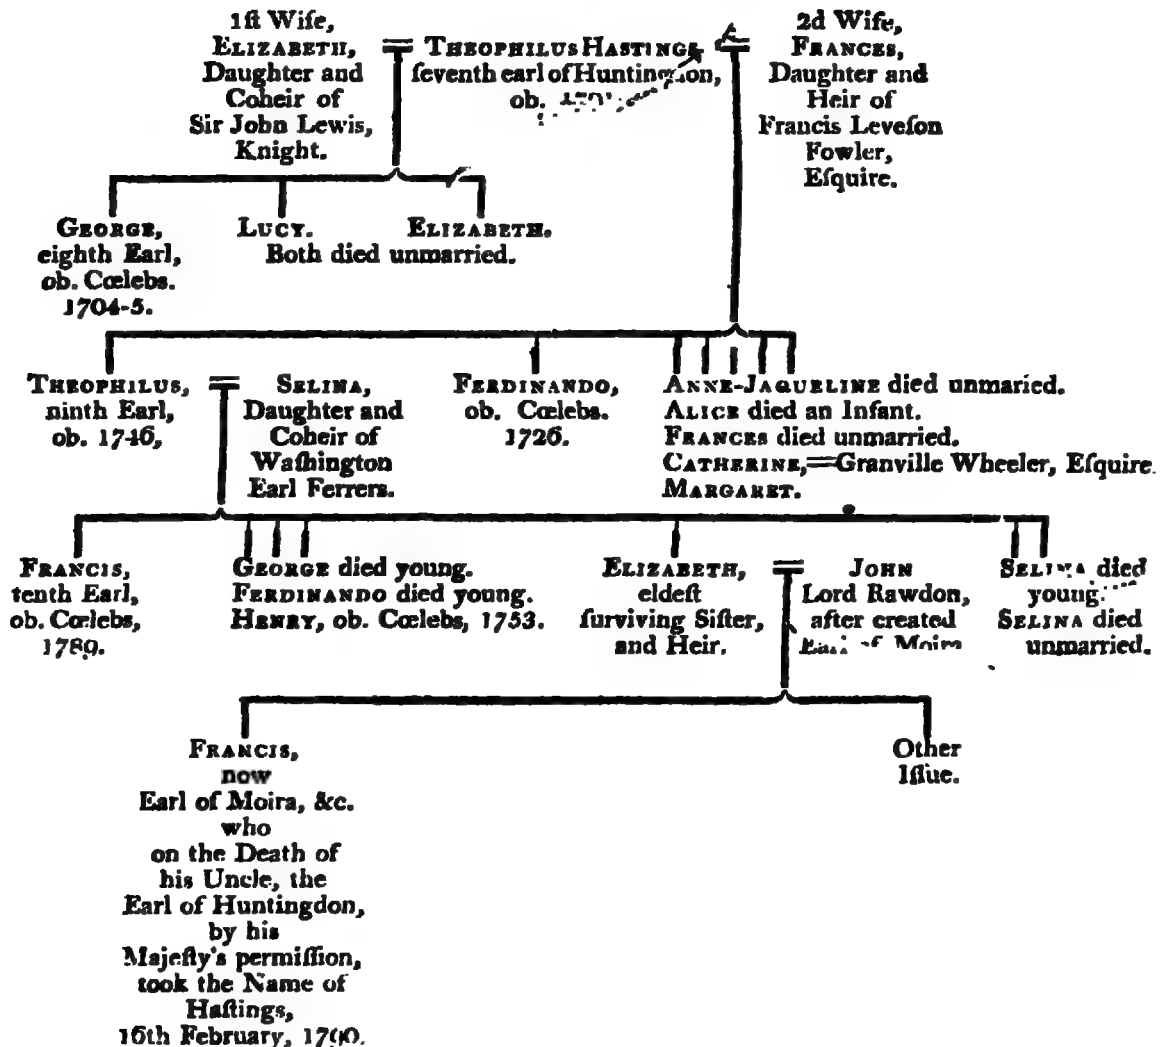 1ſt Wife,
ELIZABETH,
Daughter and
Coheir of
Sir John Lewis,
Knight.
THEOPHILUS HASTINGS
ſeventh earl of Huntington,
ob.
2d Wife,
FRANCES,
Daughter and
Heir of
Francis Leveſon
Fowler,
Eſquire.
GEORGE,
eighth Earl,
ob. Cœlebs.
1704-5.
LUCY. ELIZABETH.
Both died unmarried.
THEOPHILUS,
ninth Earl,
ob. 1746,
SELINA,
Daughter and
Coheir of
Waſhington
Earl Ferrers.
FERDINANDO,
ob. Cœlebs.
1726.
ANNE-JAQUELINE died unmaried.
ALICE died an Infant.
FRANCES died unmarried.
CATHERINE,=Granville Wheeler, Eſquire.
MARGARET.
FRANCIS,
tenth Earl,
ob. Cœlebs,
1789.
GEORGE died young.
FERDINANDO died young.
HENRY, ob. Cœlebs, 1753.
ELIZABETH,
eldeſt
ſurviving Siſter,
and Heir.
JOHN
Lord Rawdon,
after created
Earl of Moira
SELINA died
young.
SELINA died
unmarried.
FRANCIS,
now
Earl of Moira, &c.
who
on the Death of
his Uncle, the
Earl of Huntingdon,
by his
Majeſty's permiſſion,
took the Name of
Haſtings,
16th February, 1790.
Other
Iſſue.